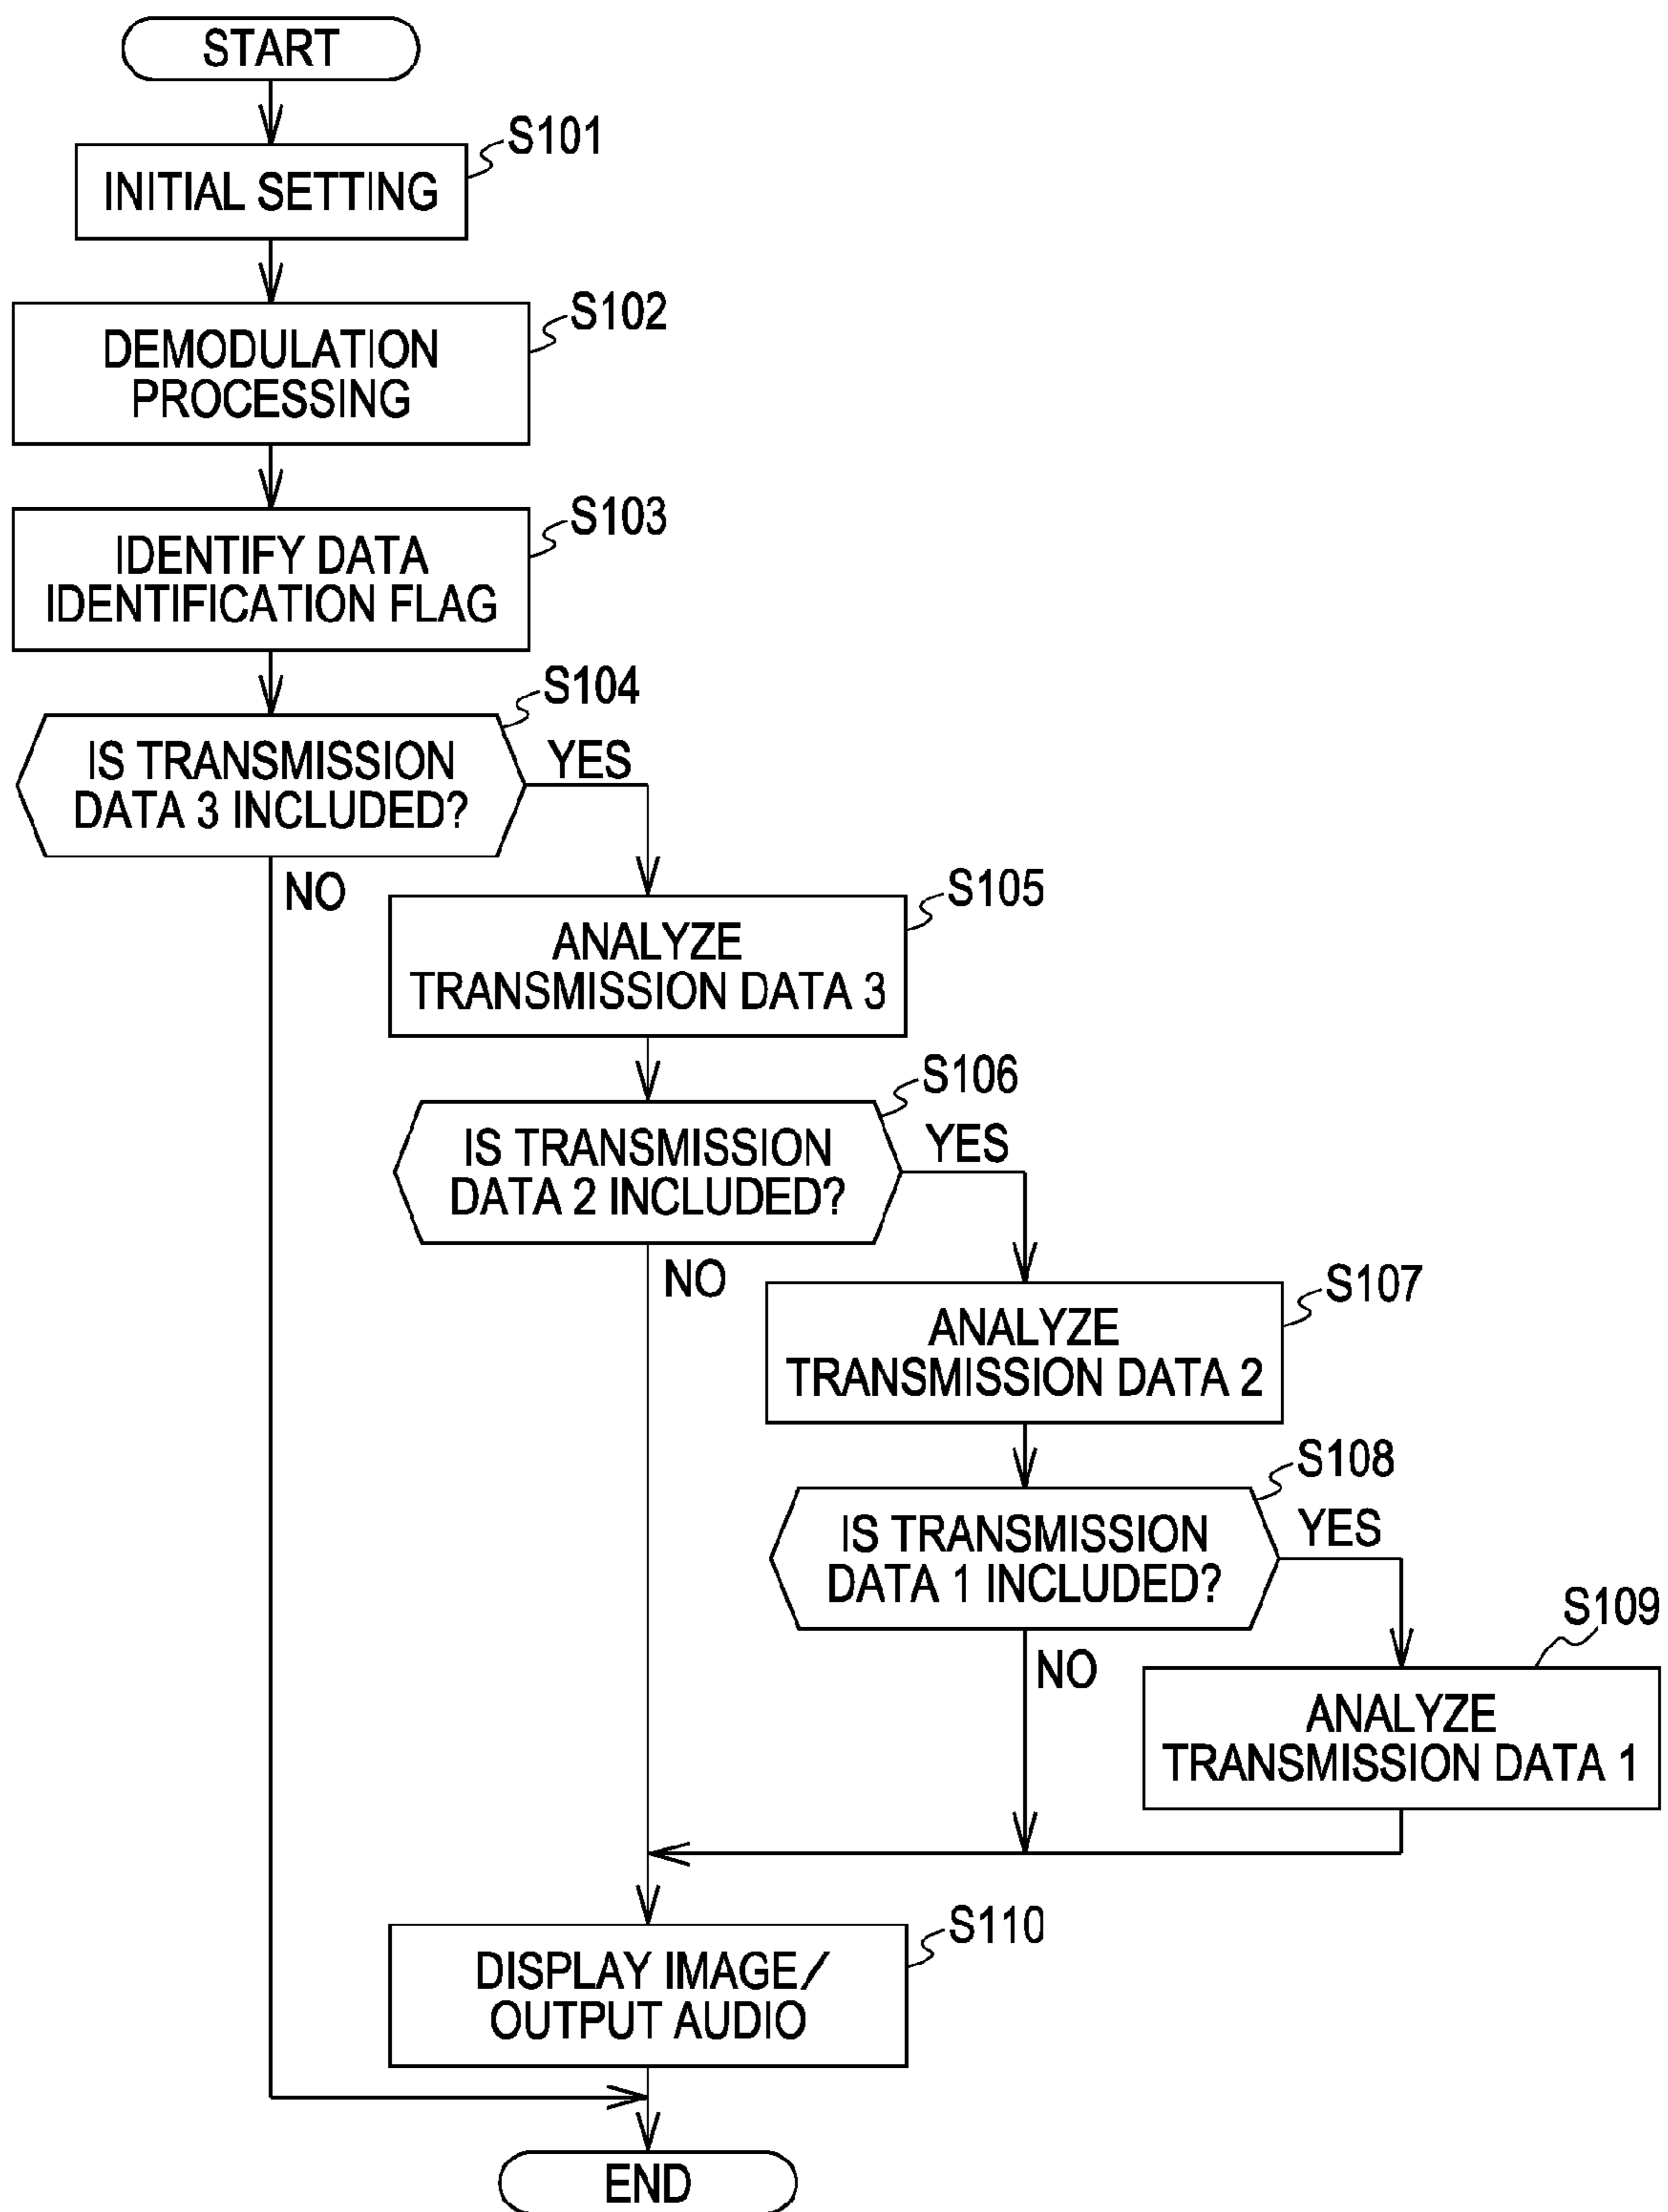 START
S101
INITIAL SETTING
S102
DEMODULATION
PROCESSING
S103
IDENTIFY DATA
IDENTIFICATION FLAG
S104
IS TRANSMISSION
DATA 3 INCLUDED?
YES
NO
S105
ANALYZE
TRANSMISSION DATA 3
S106
IS TRANSMISSION
DATA 2 INCLUDED?
YES
NO
S107
ANALYZE
TRANSMISSION DATA 2
S108
IS TRANSMISSION
DATA 1 INCLUDED?
YES
NO
S109
ANALYZE
TRANSMISSION DATA 1
S110
DISPLAY IMAGE/
OUTPUT AUDIO
END